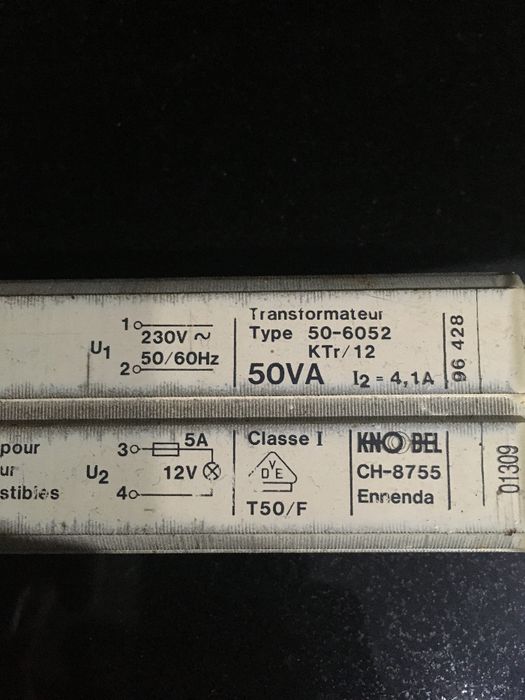 1
230V ~
U1
2
50/60Hz
Transformateur
Type 50-6052
KTr/12
50VA
I2 = 4,1A
96 428
pour
ur
stibles
3
5A
U2
12V
4
Classe I
VDE
T50/F
KNOBEL
CH-8755
Ennenda
01309